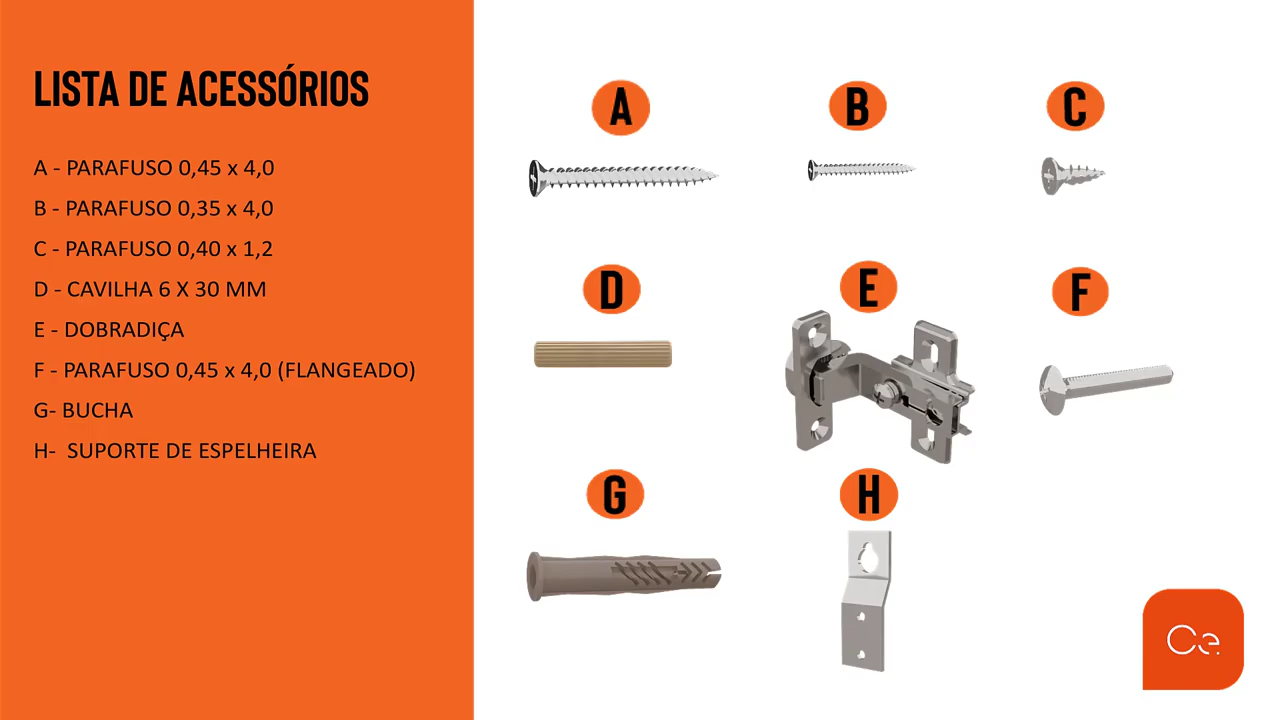 LISTA DE ACESSÓRIOS
A - PARAFUSO 0,45 x 4,0
B - PARAFUSO 0,35 x 4,0
C - PARAFUSO 0,40 x 1,2
D - CAVILHA 6 X 30 MM
E - DOBRADIÇA
F - PARAFUSO 0,45 x 4,0 (FLANGEADO)
G- BUCHA
H-  SUPORTE DE ESPELHEIRA
A
B
C
D
E
F
G
H
Ce.